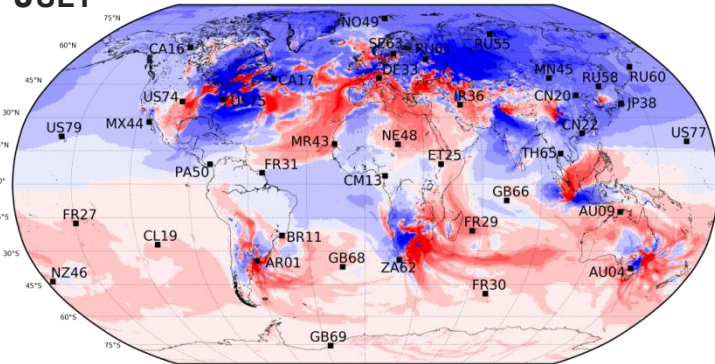 75°N
NO49
60°N
CA16
SE63
RU61
RU55
45°N
CA17
DE33
MN45
RU58
RU60
US74
US75
IR36
CN20
JP38
30°N
MX44
CN22
US79
MR43
NE48
US77
15°N
PA50
FR31
ET25
TH65
CM13
0°
GB66
15°S
FR27
AU09
CL19
BR11
FR29
30°S
AR01
GB68
ZA62
AU04
NZ46
45°S
FR30
60°S
75°S
GB69